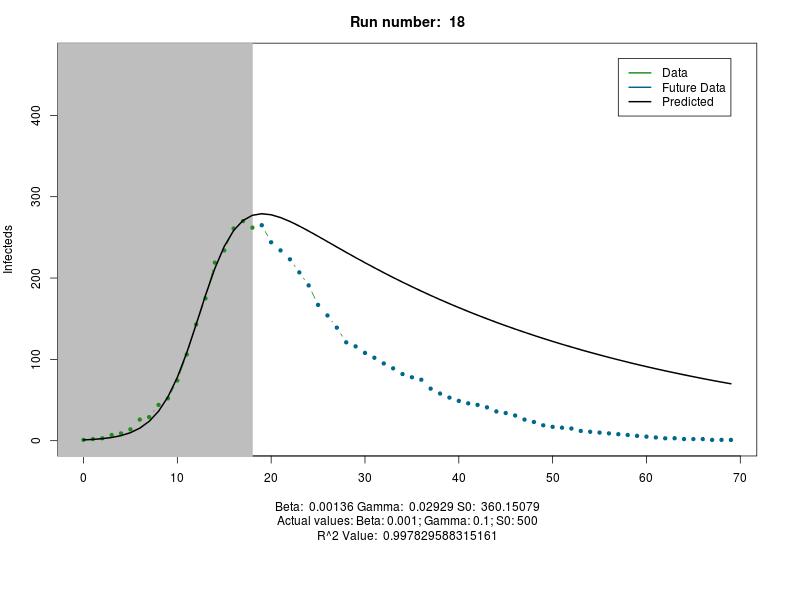 Run number: 18
Data
Future Data
Predicted
Infecteds
400
300
200
100
0
0 10 20 30 40 50 60 70
Beta: 0.00136 Gamma: 0.02929 S0: 360.15079
Actual values: Beta: 0.001; Gamma: 0.1; S0: 500
R^2 Value: 0.997829588315161